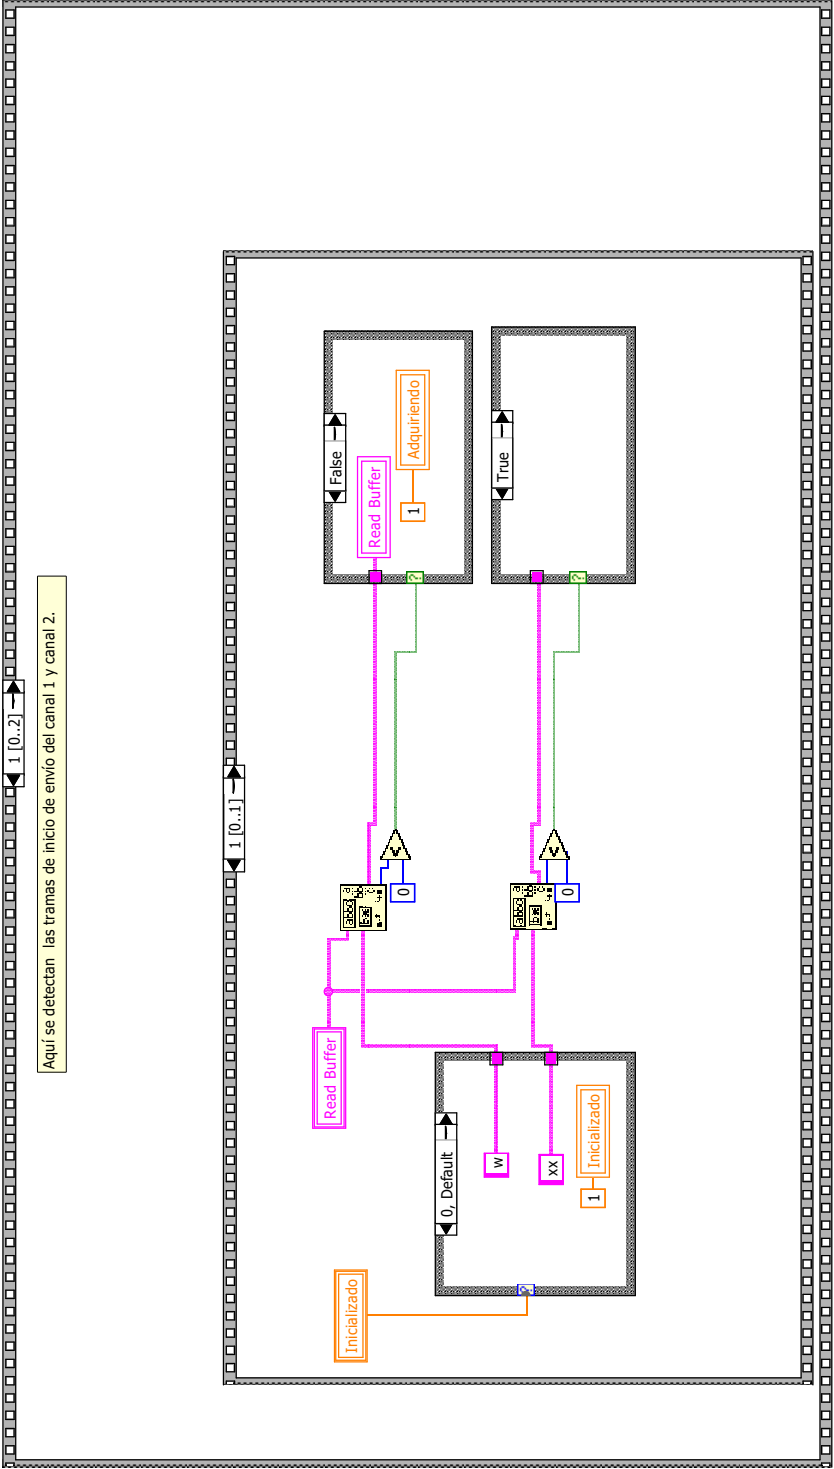 1 [0..2]
Aquí se detectan las tramas de inicio de envío del canal 1 y canal 2.
1 [0..1]
Inicializado
0, Default
w
xx
1
Inicializado
Read Buffer
0
0
False
Read Buffer
1
Adquiriendo
True